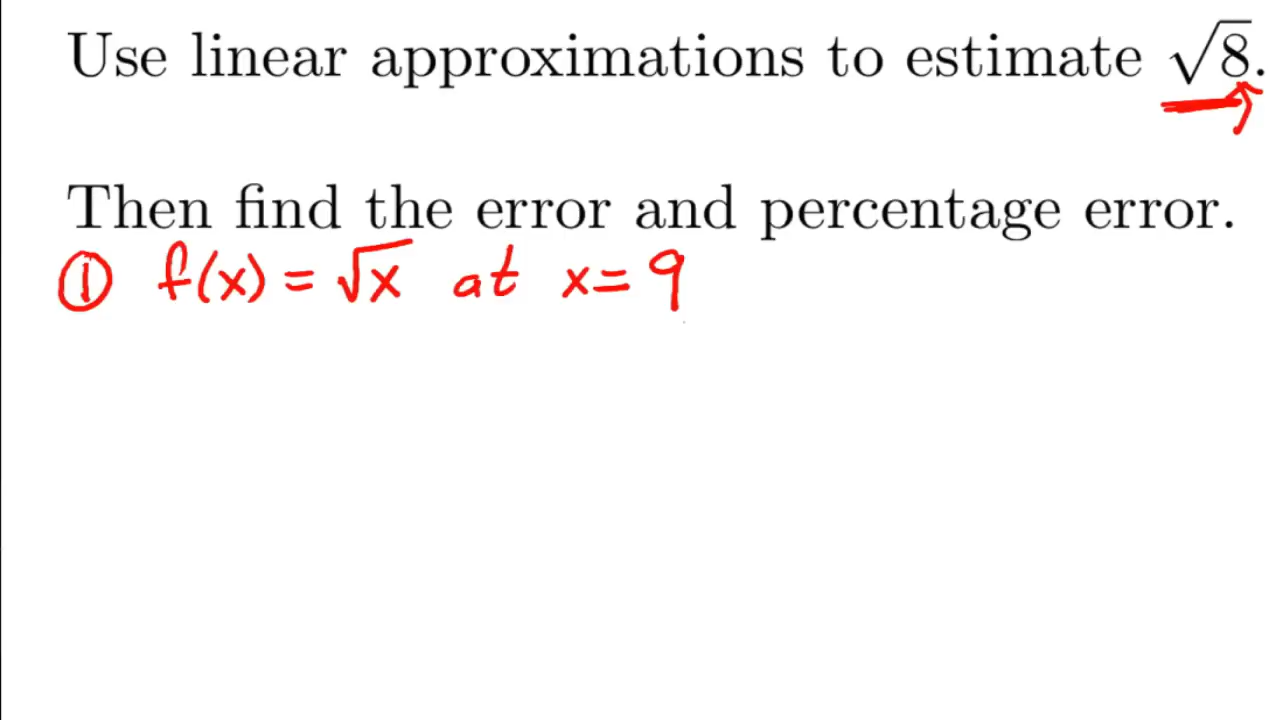 Use linear approximations to estimate √8.
Then find the error and percentage error.
① f(x) = √x at x = 9